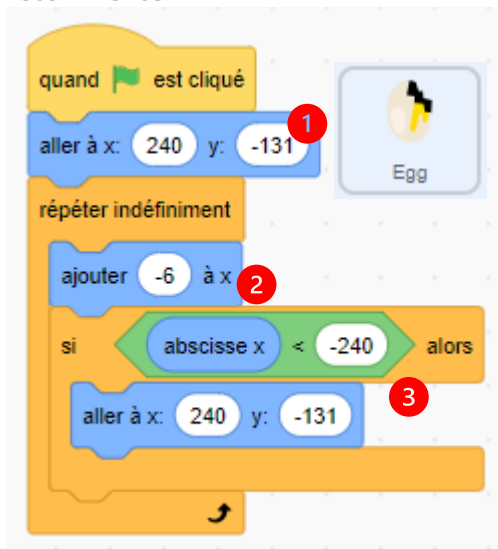 quand est cliqué
aller à x: 240 y: -131 1
Egg
répéter indéfiniment
ajouter -6 à x 2
si abscisse x < -240 alors
3
aller à x: 240 y: -131